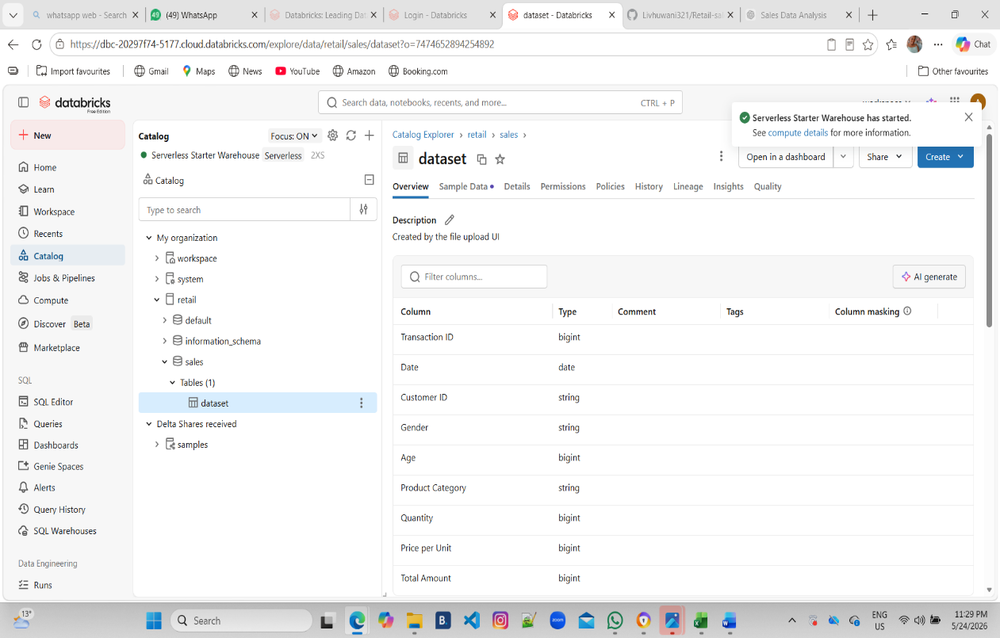 whatsapp web - Search
(49) WhatsApp
Databricks: Leading Dat
Login - Databricks
dataset - Databricks
Livhuwani321/Retail-sal
Sales Data Analysis
https://dbc-20297f74-5177.cloud.databricks.com/explore/data/retail/sales/dataset?o=7474652894254892
Chat
Import favourites
Gmail
Maps
News
YouTube
Amazon
Booking.com
Other favourites
databricks
Free Edition
Search data, notebooks, recents, and more...
CTRL + P
Serverless Starter Warehouse has started.
See compute details for more information.
New
Home
Learn
Workspace
Recents
Catalog
Jobs & Pipelines
Compute
Discover Beta
Marketplace
SQL
SQL Editor
Queries
Dashboards
Genie Spaces
Alerts
Query History
SQL Warehouses
Data Engineering
Runs
Catalog
Focus: ON
Serverless Starter Warehouse Serverless 2XS
Catalog
Type to search
My organization
workspace
system
retail
default
information_schema
sales
Tables (1)
dataset
Delta Shares received
samples
Catalog Explorer > retail > sales >
dataset
Open in a dashboard
Share
Create
Overview Sample Data Details Permissions Policies History Lineage Insights Quality
Description
Created by the file upload UI
Filter columns...
AI generate
Column Type Comment Tags Column masking
Transaction ID bigint
Date date
Customer ID string
Gender string
Age bigint
Product Category string
Quantity bigint
Price per Unit bigint
Total Amount bigint
13°
Search
B.
zoom
ENG
US
11:29 PM
5/24/2026